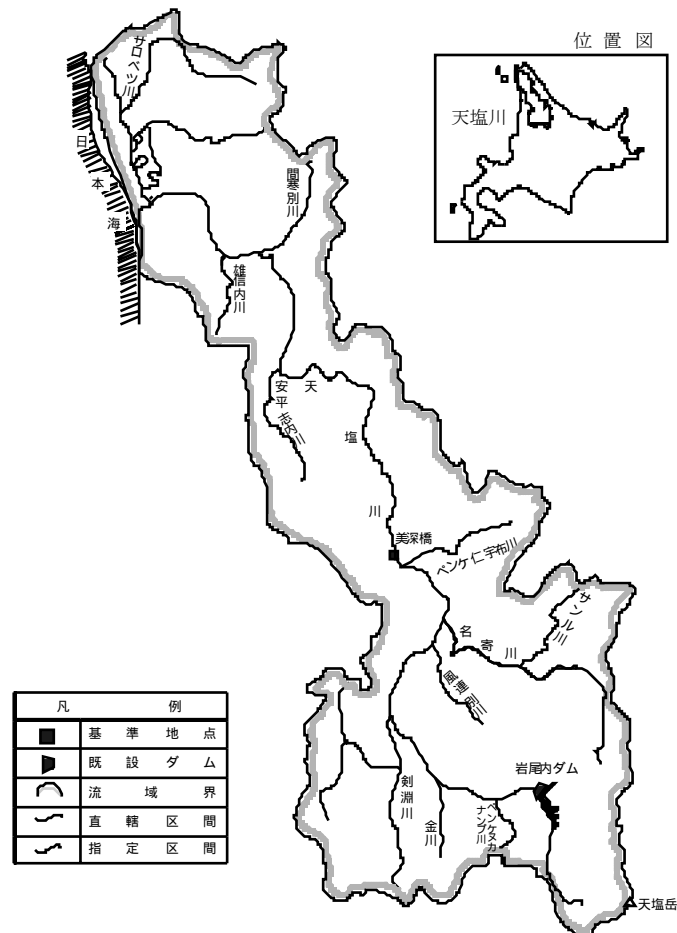 位置図
天塩川
サロベツ川
日本海
間寒別川
雄信内川
安平志内川
天塩川
美深橋
ペンケ仁宇布川
サンル川
名寄川
風連別川
岩尾内ダム
剣淵川
金川
ペンケヌカナンプ川
天塩岳
凡例
基準地点
既設ダム
流域界
直轄区間
指定区間